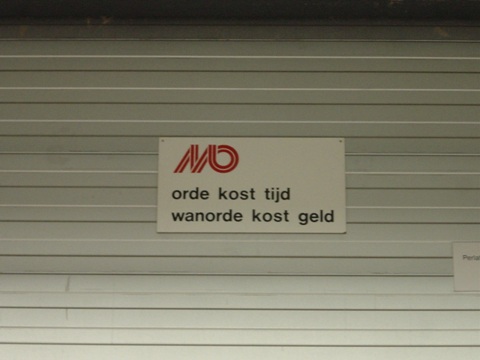 orde kost tijd
wanorde kost geld